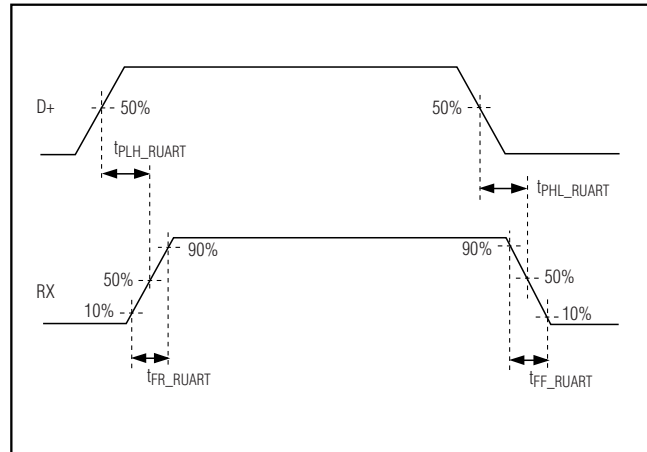 D+
50%
50%
tPLH_RUART
tPHL_RUART
90%
90%
RX
50%
50%
10%
10%
tFR_RUART
tFF_RUART